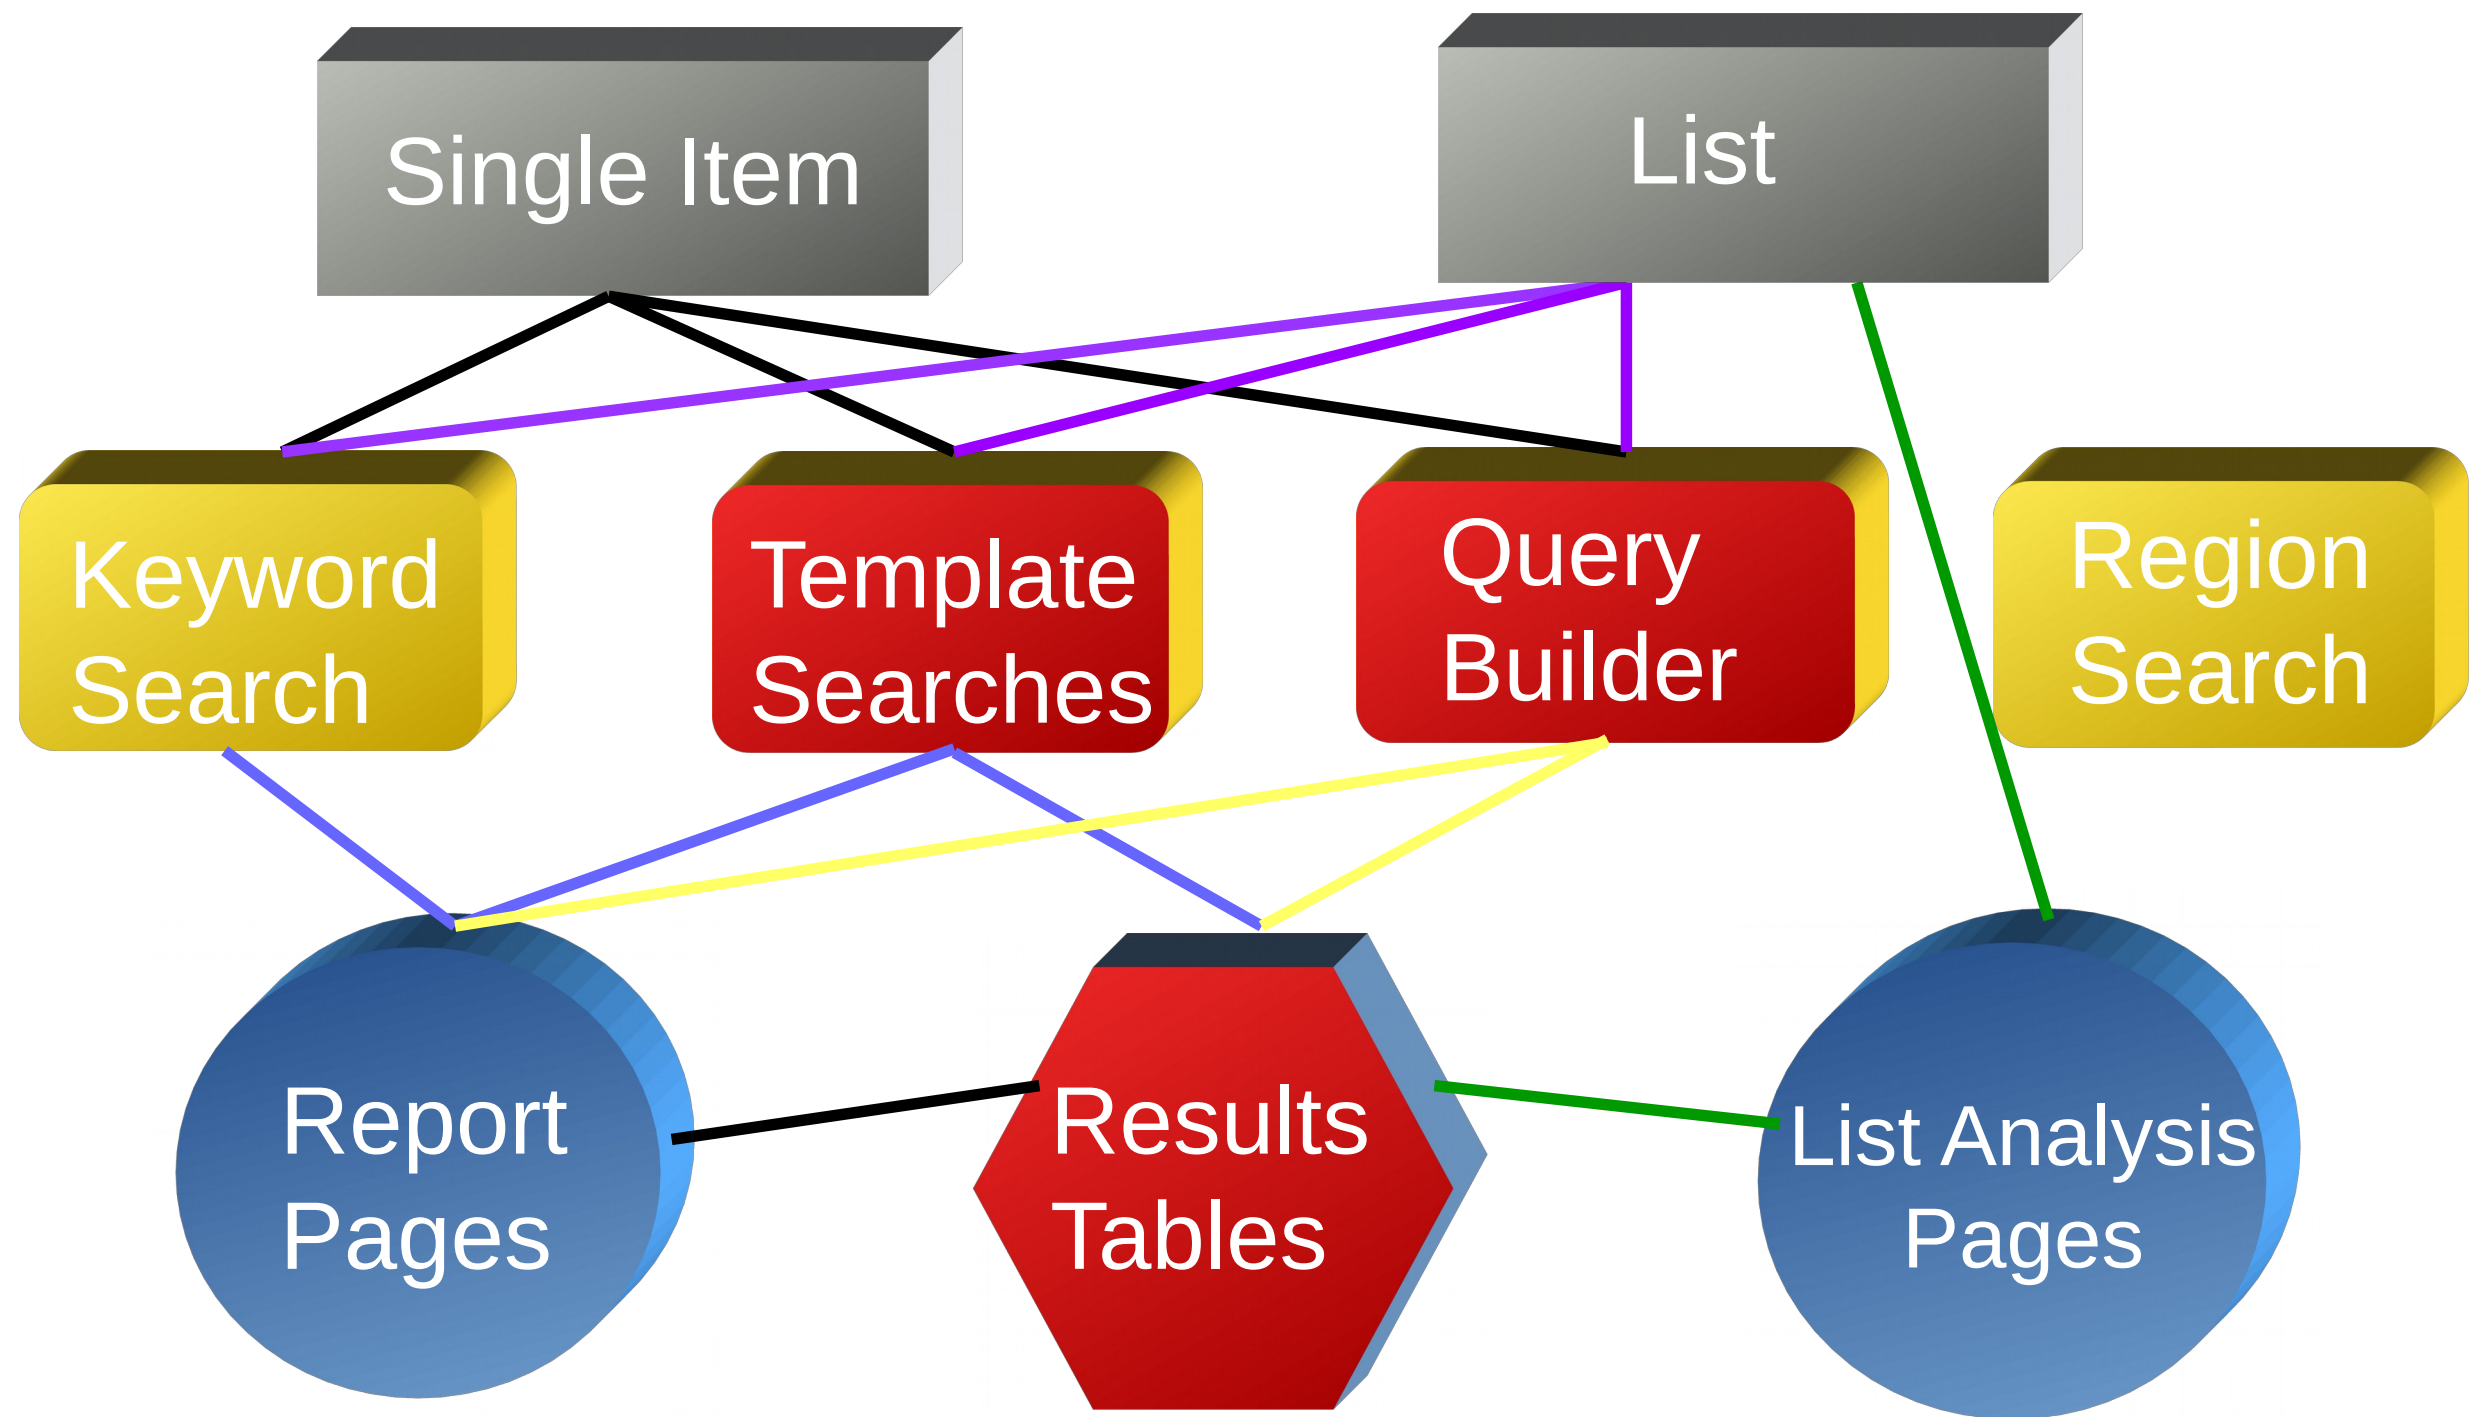 Single Item
List
Keyword
Search
Template
Searches
Query
Builder
Region
Search
Report
Pages
Results
Tables
List Analysis
Pages